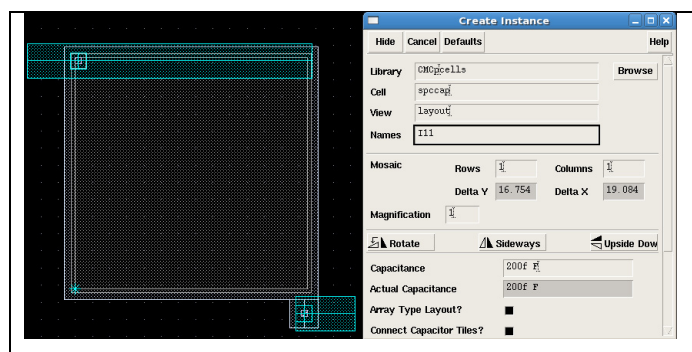 Create Instance
Hide Cancel Defaults Help
Library CMCpcells Browse
Cell spccap
View layout
Names I11
Mosaic Rows 1 Columns 1
Delta Y 16.754 Delta X 19.084
Magnification 1
Rotate Sideways Upside Dow
Capacitance 200f F
Actual Capacitance 200f F
Array Type Layout?
Connect Capacitor Tiles?